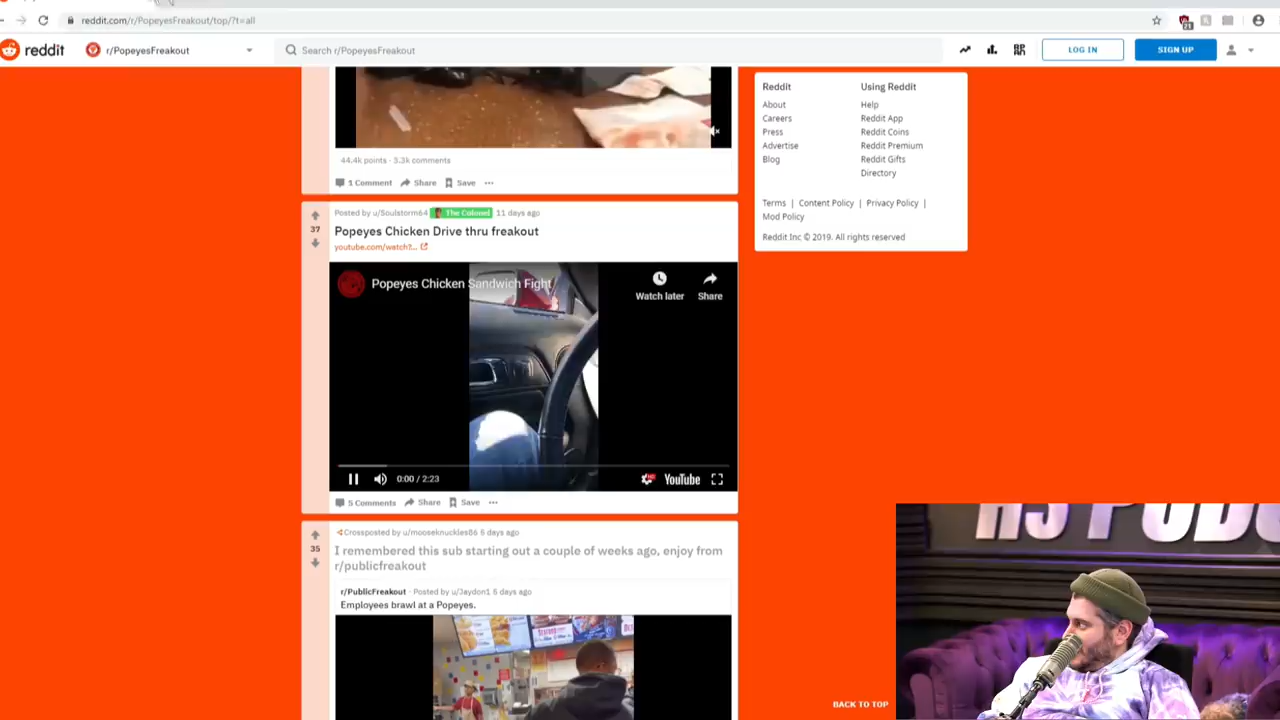 reddit.com/r/PopeyesFreakout/top/?t=all
reddit
r/PopeyesFreakout
Search r/PopeyesFreakout
LOG IN
SIGN UP
44.4k points · 3.3k comments
1 Comment Share Save
Posted by u/Soulstorm64 The Colonel 11 days ago
37
Popeyes Chicken Drive thru freakout
youtube.com/watch?...
Popeyes Chicken Sandwich Fight
Watch later
Share
0:00 / 2:23
YouTube
5 Comments Share Save
Crossposted by u/mooseknuckles86 6 days ago
35
I remembered this sub starting out a couple of weeks ago, enjoy from
r/publicfreakout
r/PublicFreakout · Posted by u/Jaydon1 6 days ago
Employees brawl at a Popeyes.
Reddit
Using Reddit
About
Help
Careers
Reddit App
Press
Reddit Coins
Advertise
Reddit Premium
Blog
Reddit Gifts
Directory
Terms | Content Policy | Privacy Policy |
Mod Policy
Reddit Inc © 2019. All rights reserved
BACK TO TOP